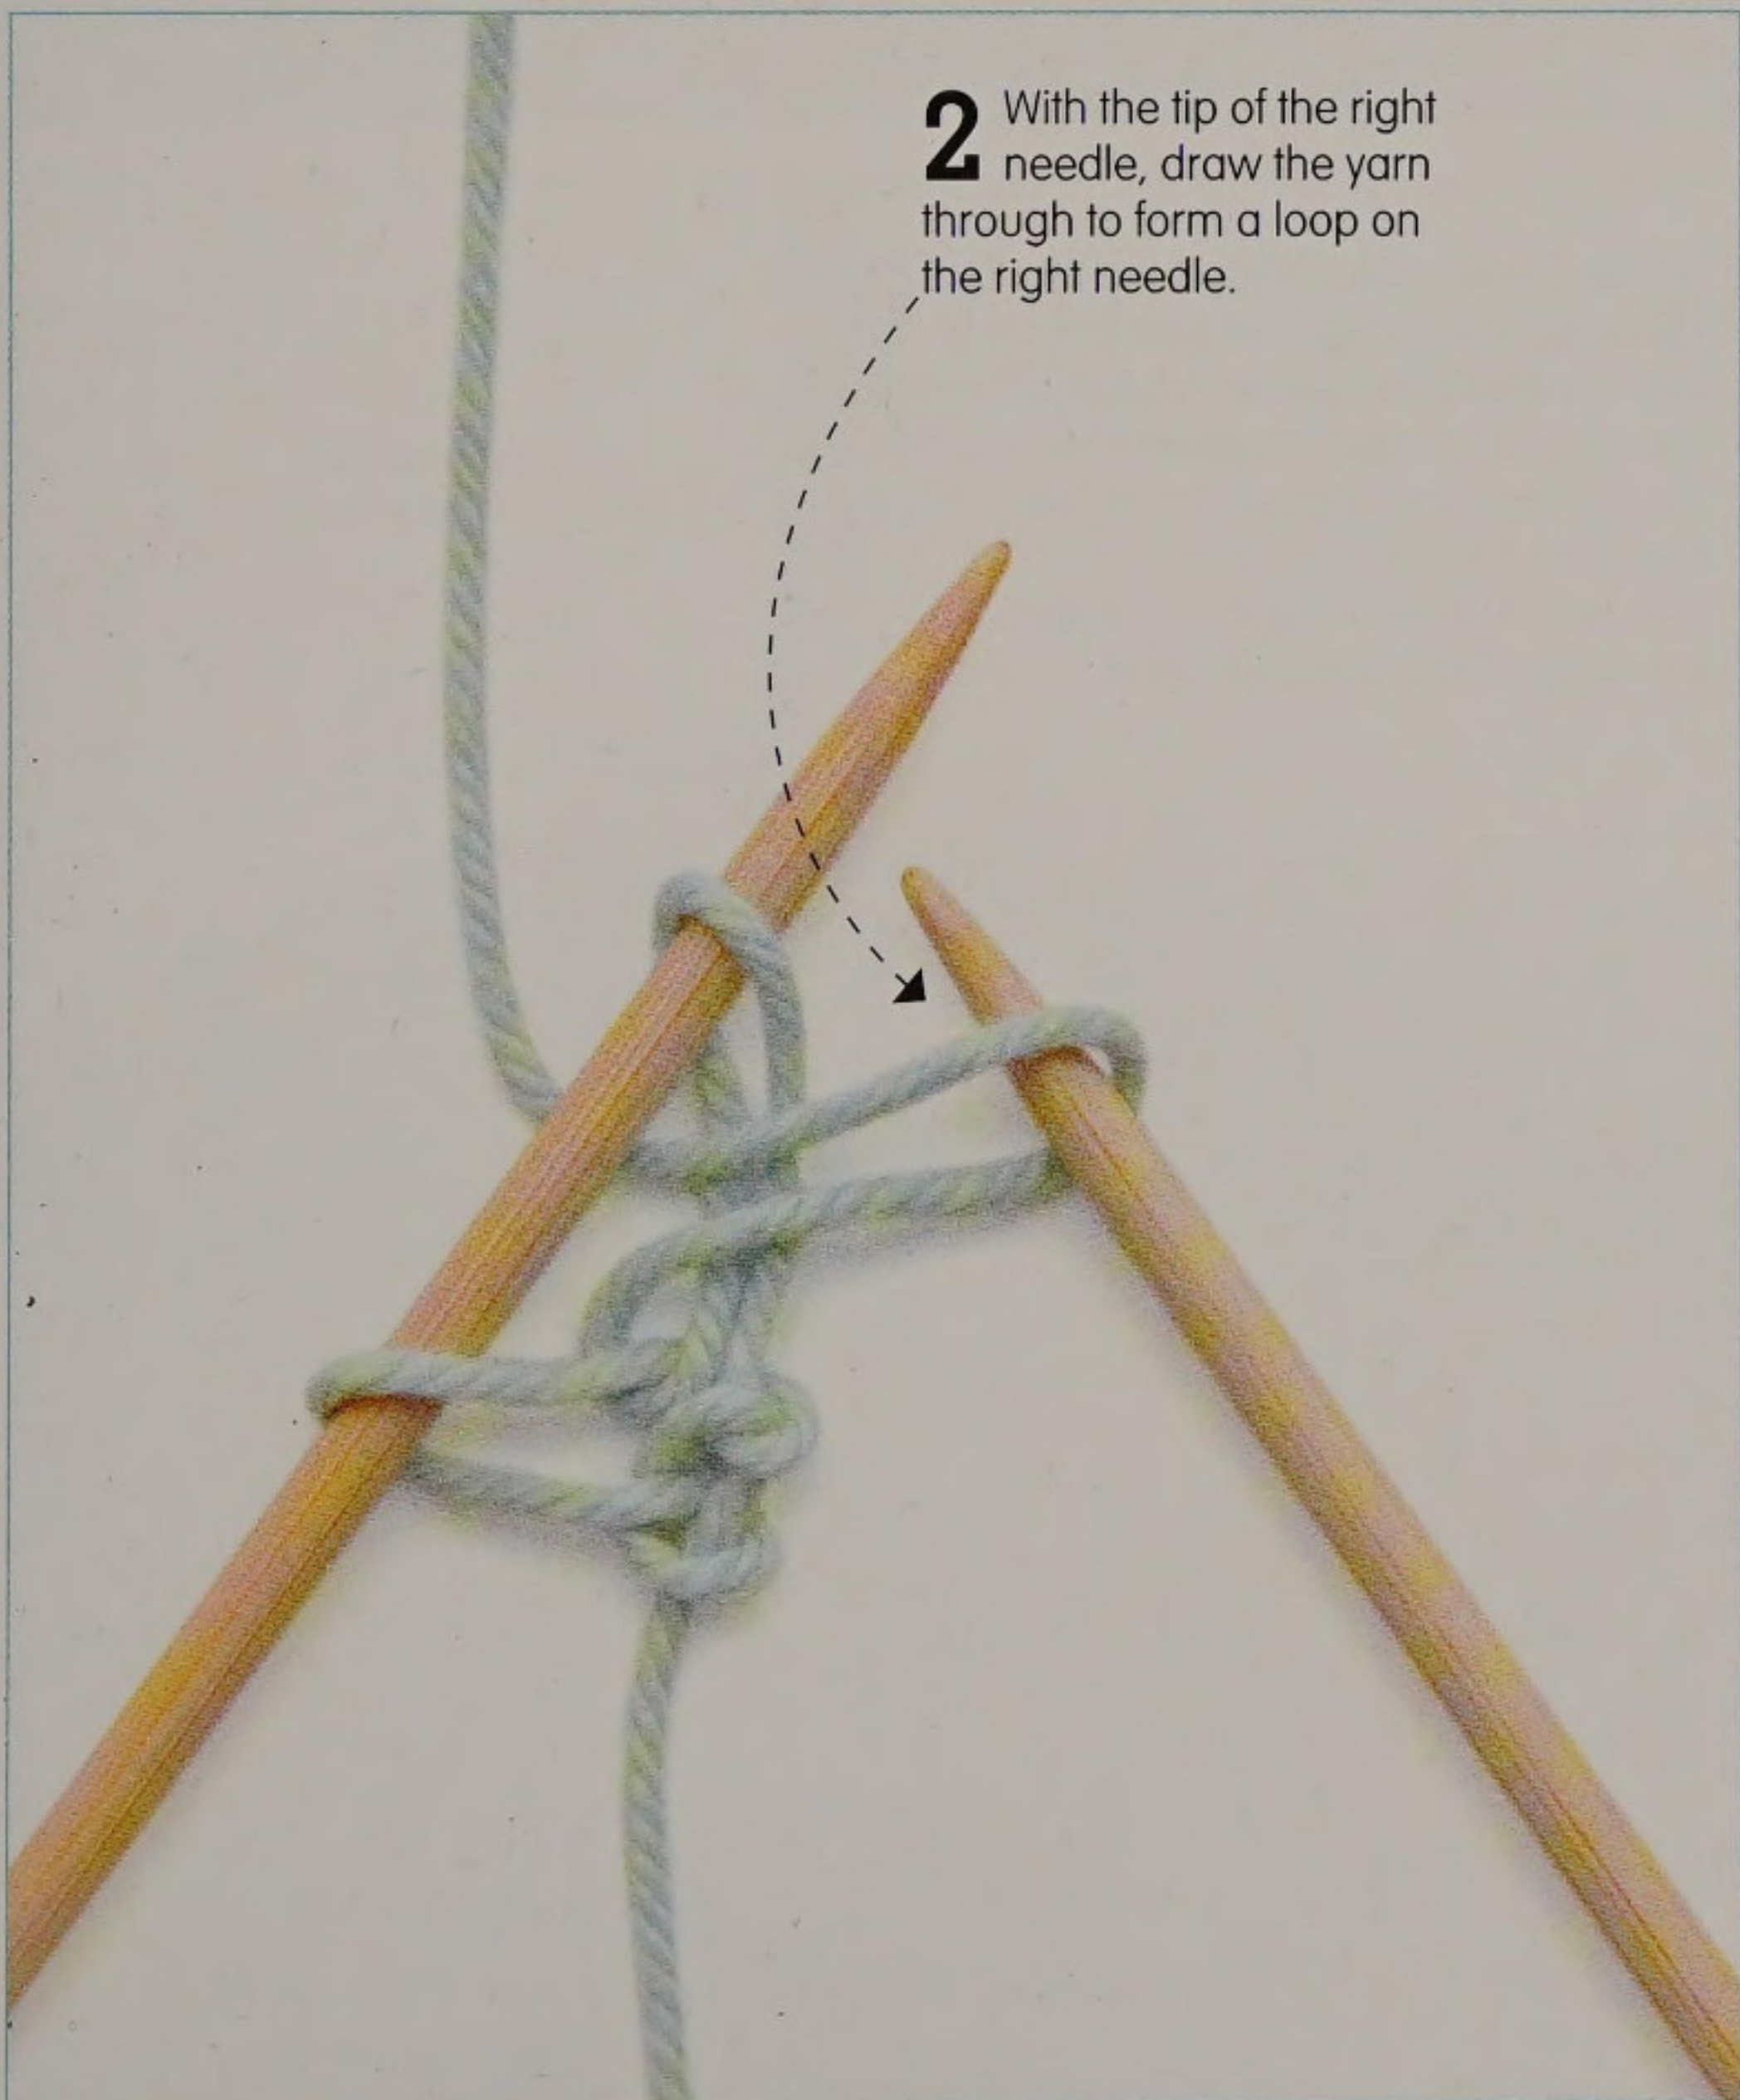 2 With the tip of the right
needle, draw the yarn
through to form a loop on
the right needle.